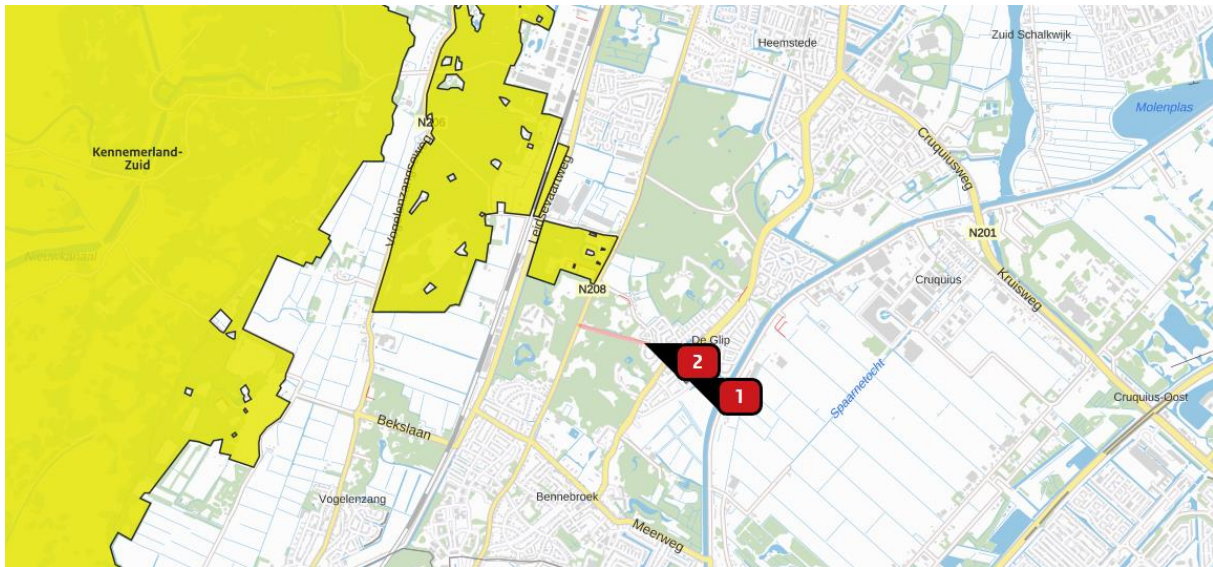 Heemstede
Zuid Schalkwijk
Molenplas
N206
Kennemerland-
Zuid
Cruquiusweg
Vogelenzangseweg
Leidsevaartweg
N201
Nieuwkanaal
Cruquius
Kruisweg
N208
De Glip
2
1
Spaarnetocht
Cruquius-Oost
Bekslaan
Vogelenzang
Bennebroek
Meerweg